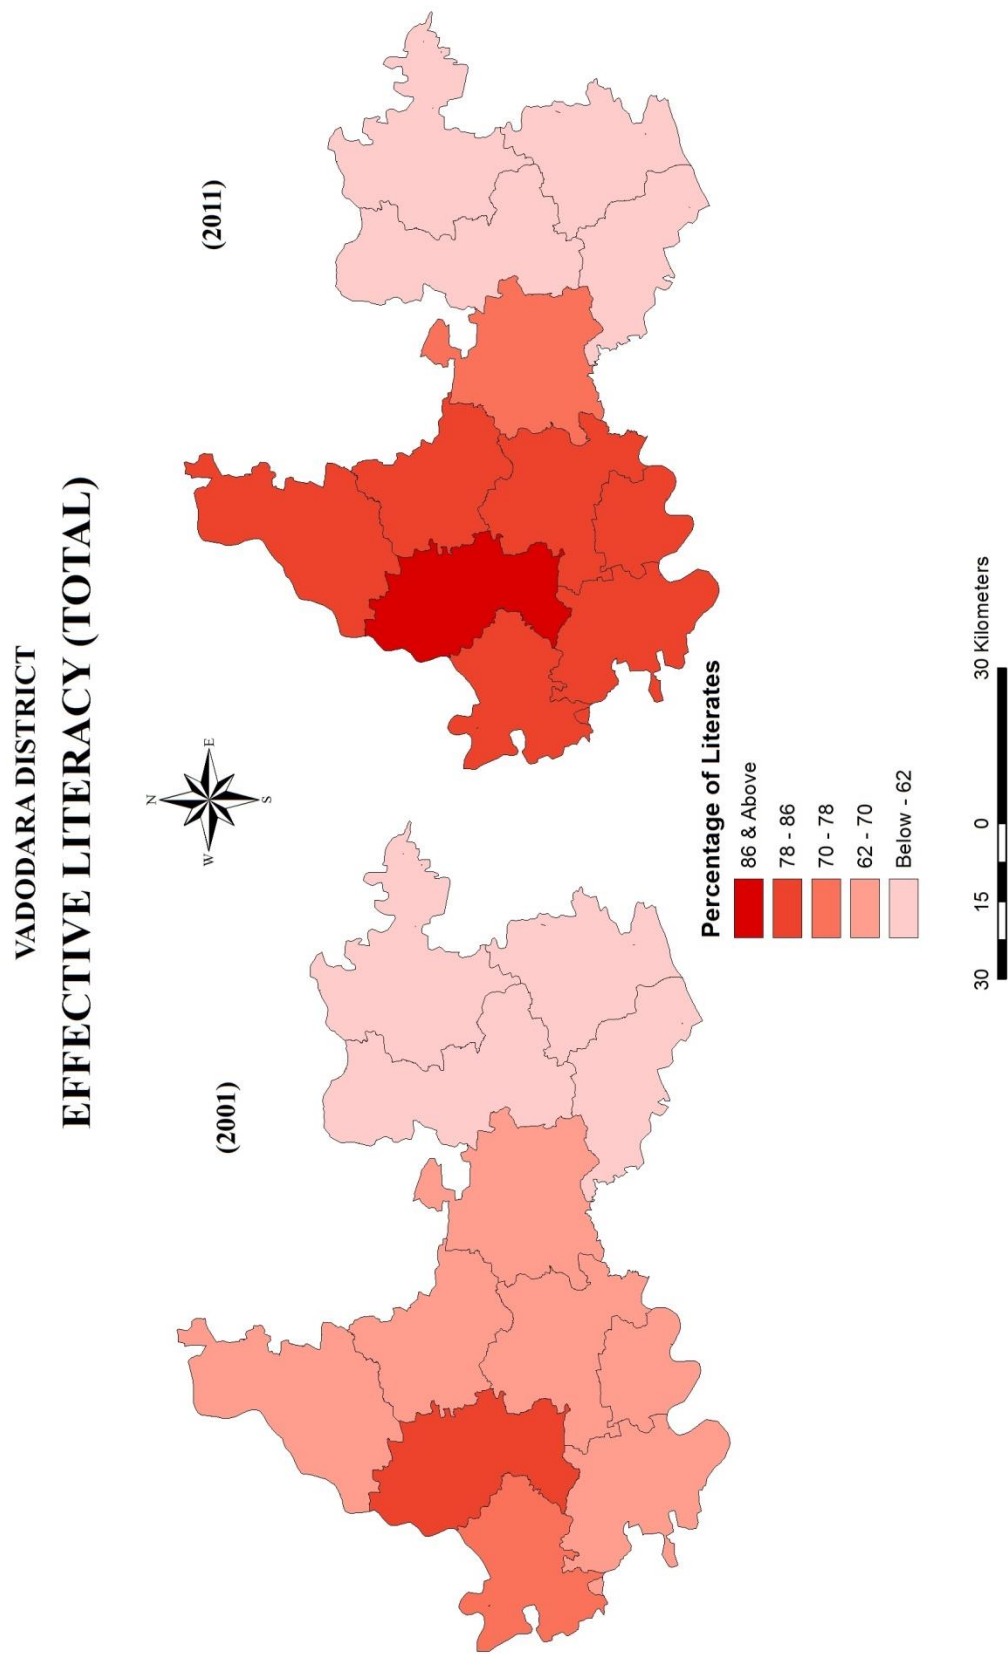 VADODARA DISTRICT
EFFECTIVE LITERACY (TOTAL)
N
W
E
S
(2001)
(2011)
Percentage of Literates
86 & Above
78 - 86
70 - 78
62 - 70
Below - 62
30 15 0 30 Kilometers